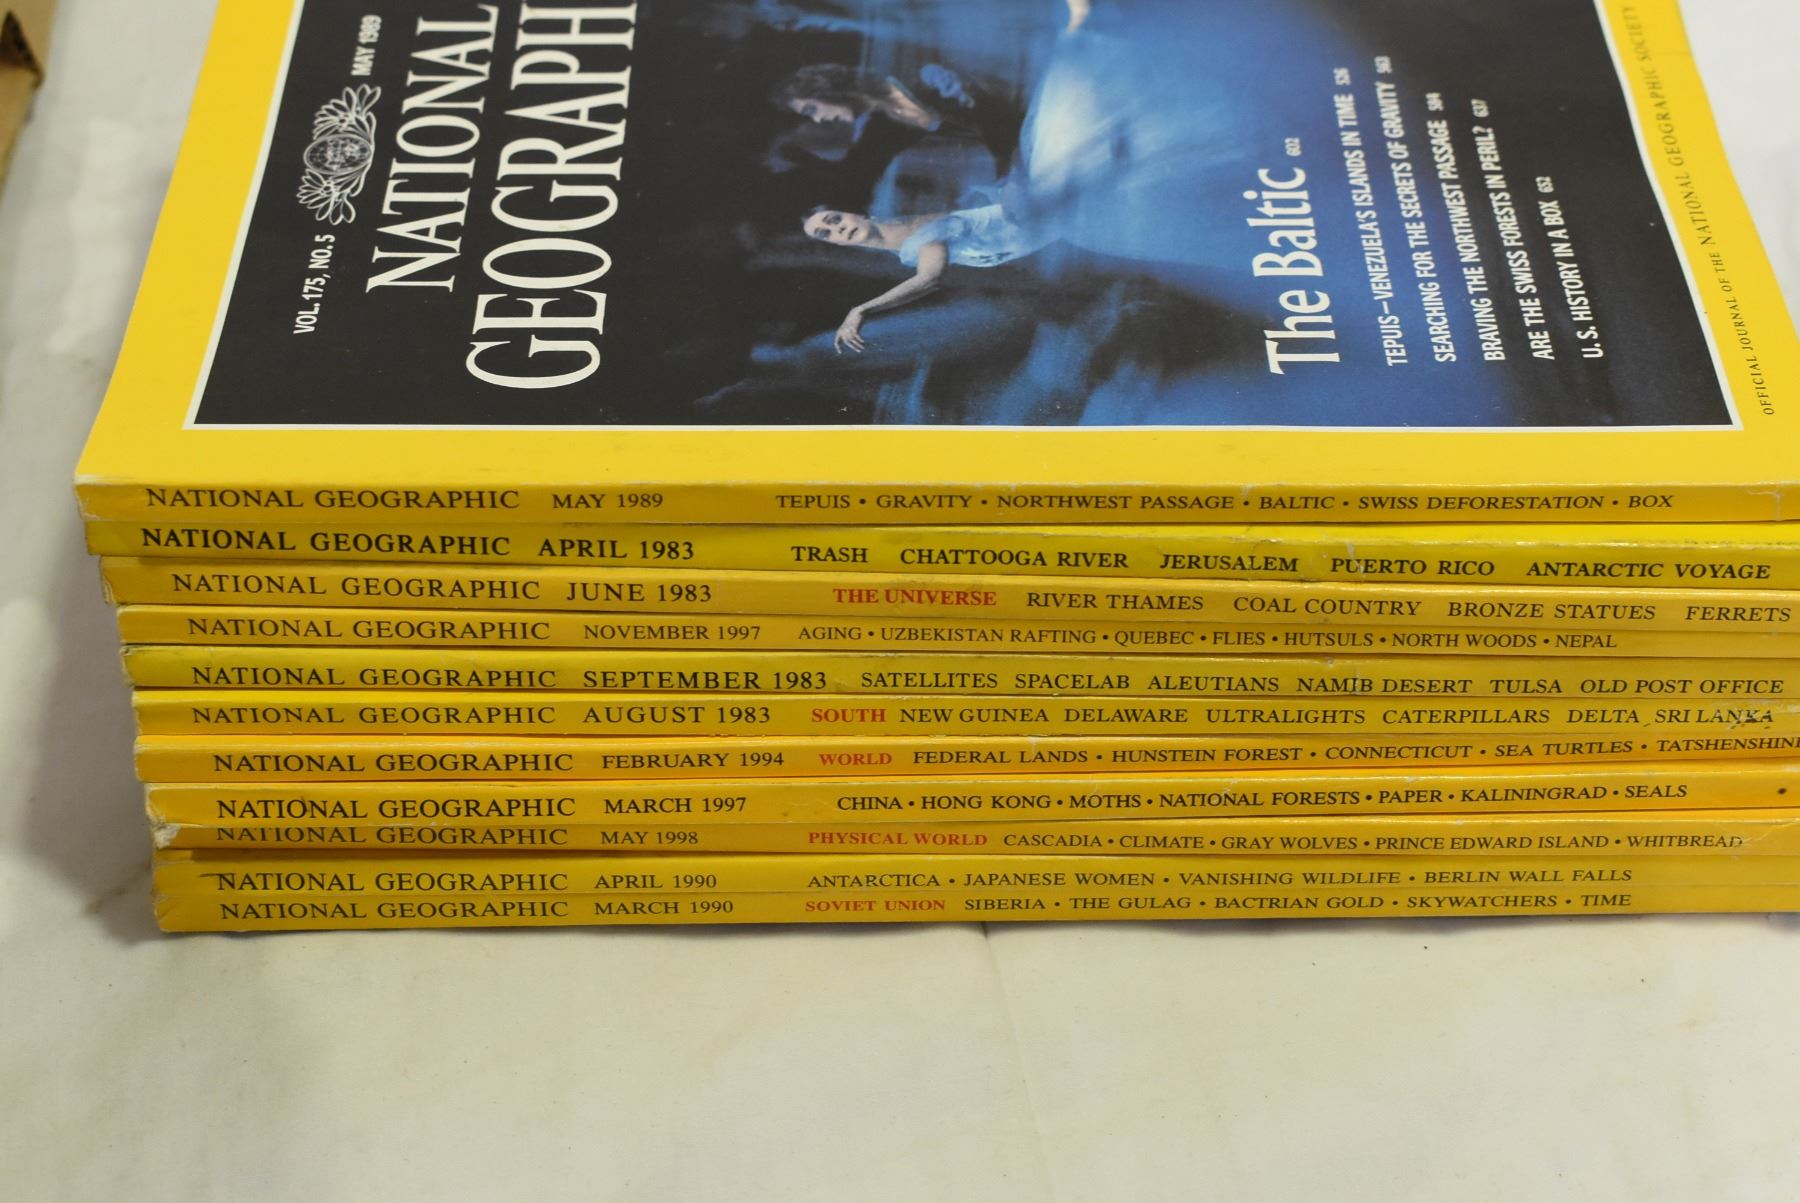 VOL. 175, NO. 5
MAY 1989
NATIONAL
GEOGRAPH
The Baltic 602
TEPUIS—VENEZUELA'S ISLANDS IN TIME 526
SEARCHING FOR THE SECRETS OF GRAVITY 563
BRAVING THE NORTHWEST PASSAGE 584
ARE THE SWISS FORESTS IN PERIL? 637
U. S. HISTORY IN A BOX 652
OFFICIAL JOURNAL OF THE NATIONAL GEOGRAPHIC SOCIETY
NATIONAL GEOGRAPHIC MAY 1989 TEPUIS • GRAVITY • NORTHWEST PASSAGE • BALTIC • SWISS DEFORESTATION • BOX
NATIONAL GEOGRAPHIC APRIL 1983 TRASH CHATTOOGA RIVER JERUSALEM PUERTO RICO ANTARCTIC VOYAGE
NATIONAL GEOGRAPHIC JUNE 1983 THE UNIVERSE RIVER THAMES COAL COUNTRY BRONZE STATUES FERRETS
NATIONAL GEOGRAPHIC NOVEMBER 1997 AGING • UZBEKISTAN RAFTING • QUEBEC • FLIES • HUTSULS • NORTH WOODS • NEPAL
NATIONAL GEOGRAPHIC SEPTEMBER 1983 SATELLITES SPACELAB ALEUTIANS NAMIB DESERT TULSA OLD POST OFFICE
NATIONAL GEOGRAPHIC AUGUST 1983 SOUTH NEW GUINEA DELAWARE ULTRALIGHTS CATERPILLARS DELTA SRI LANKA
NATIONAL GEOGRAPHIC FEBRUARY 1994 WORLD FEDERAL LANDS • HUNSTEIN FOREST • CONNECTICUT • SEA TURTLES • TATSHENSHINI
NATIONAL GEOGRAPHIC MARCH 1997 CHINA • HONG KONG • MOTHS • NATIONAL FORESTS • PAPER • KALININGRAD • SEALS
NATIONAL GEOGRAPHIC MAY 1998 PHYSICAL WORLD CASCADIA • CLIMATE • GRAY WOLVES • PRINCE EDWARD ISLAND • WHITBREAD
NATIONAL GEOGRAPHIC APRIL 1990 ANTARCTICA • JAPANESE WOMEN • VANISHING WILDLIFE • BERLIN WALL FALLS
NATIONAL GEOGRAPHIC MARCH 1990 SOVIET UNION SIBERIA • THE GULAG • BACTRIAN GOLD • SKYWATCHERS • TIME